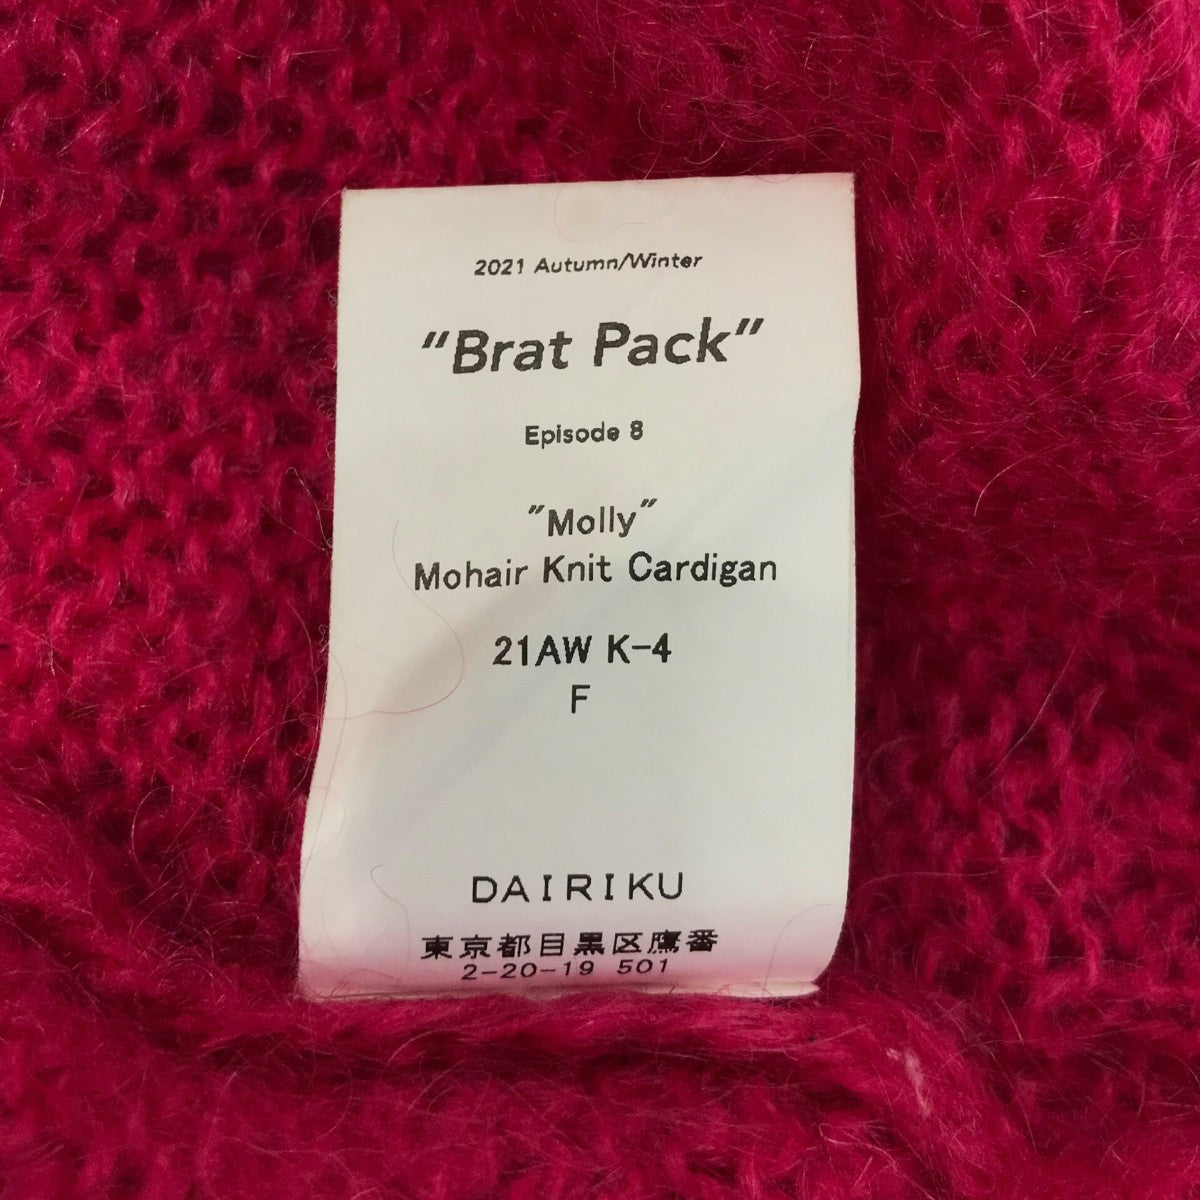 2021 Autumn/Winter
"Brat Pack"
Episode 8
"Molly"
Mohair Knit Cardigan
21AW K-4
F
DAIRIKU
東京都目黒区鷹番
2-20-19 501